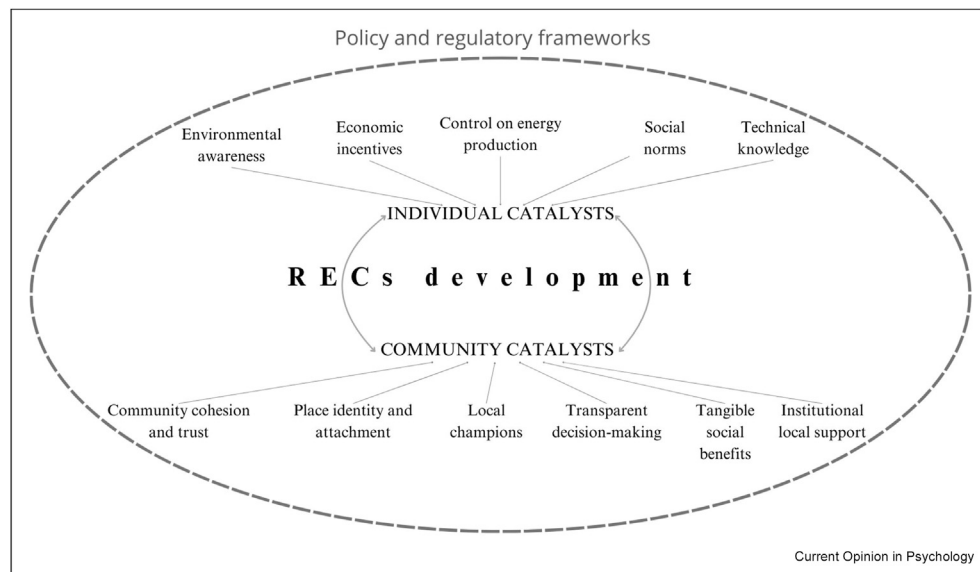 Policy and regulatory frameworks
Environmental
awareness
Economic
incentives
Control on energy
production
Social
norms
Technical
knowledge
INDIVIDUAL CATALYSTS
RECs development
COMMUNITY CATALYSTS
Community cohesion
and trust
Place identity and
attachment
Local
champions
Transparent
decision-making
Tangible
social
benefits
Institutional
local support
Current Opinion in Psychology